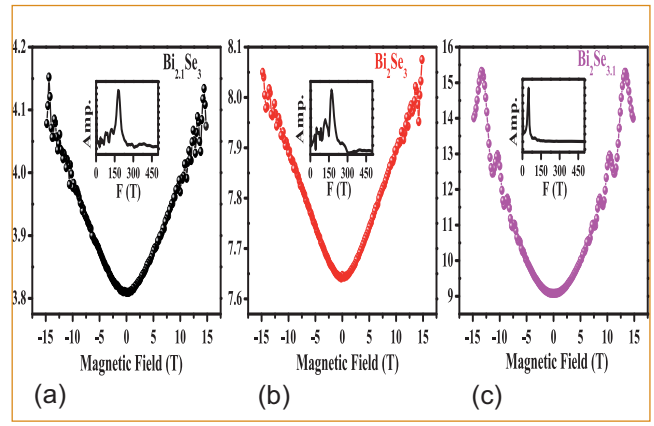 Bi2.1Se3
4.2
4.1
4.0
3.9
3.8
Amp.
0 150 300 450
F (T)
-15 -10 -5 0 5 10 15
Magnetic Field (T)
(a)
Bi2Se3
8.1
8.0
7.9
7.8
7.7
7.6
Amp.
0 150 300 450
F (T)
-15 -10 -5 0 5 10 15
Magnetic Field (T)
(b)
Bi2Se3.1
16
15
14
13
12
11
10
9
Amp.
0 150 300 450
F (T)
-15 -10 -5 0 5 10 15
Magnetic Field (T)
(c)